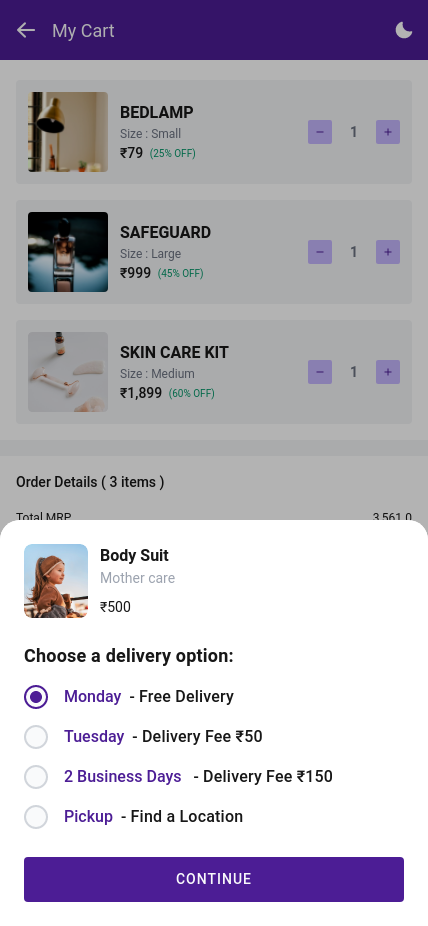 My Cart
BEDLAMP
Size : Small
₹79 (25% OFF)
− 1 +
SAFEGUARD
Size : Large
₹999 (45% OFF)
− 1 +
SKIN CARE KIT
Size : Medium
₹1,899 (60% OFF)
− 1 +
Order Details ( 3 items )
Total MRP 3,561.0
Body Suit
Mother care
₹500
Choose a delivery option:
Monday - Free Delivery
Tuesday - Delivery Fee ₹50
2 Business Days - Delivery Fee ₹150
Pickup - Find a Location
CONTINUE